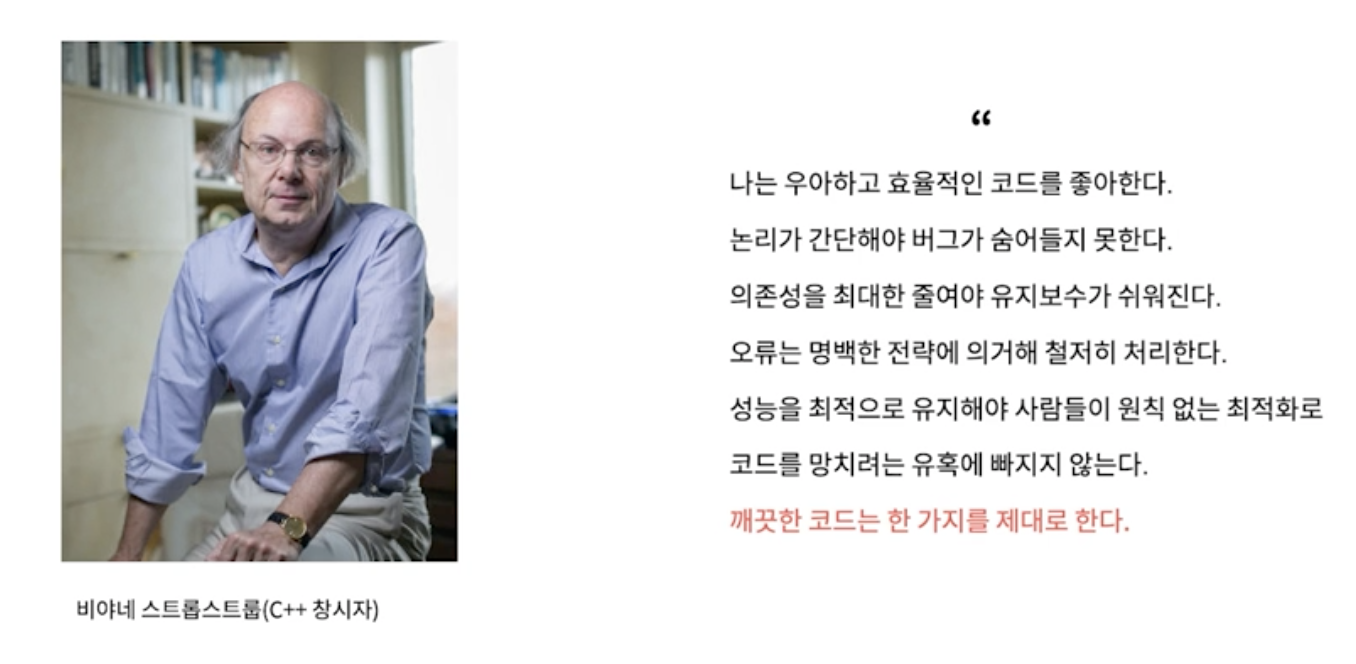 “
나는 우아하고 효율적인 코드를 좋아한다.
논리가 간단해야 버그가 숨어들지 못한다.
의존성을 최대한 줄여야 유지보수가 쉬워진다.
오류는 명백한 전략에 의거해 철저히 처리한다.
성능을 최적으로 유지해야 사람들이 원칙 없는 최적화로
코드를 망치려는 유혹에 빠지지 않는다.
깨끗한 코드는 한 가지를 제대로 한다.
비야네 스트롭스트룹(C++ 창시자)